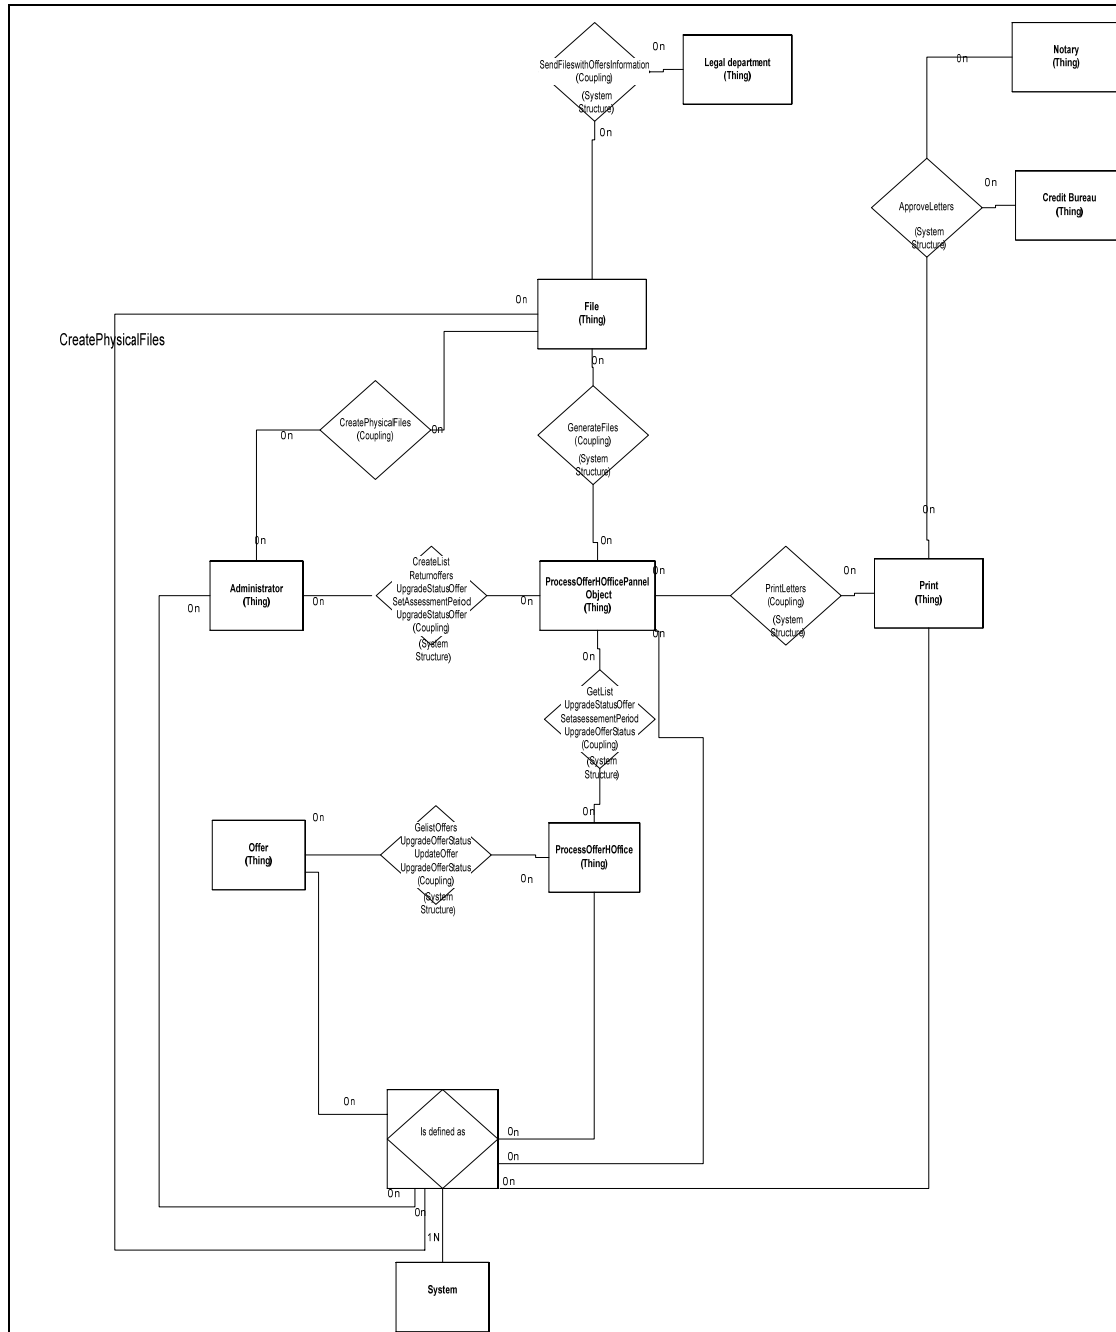 SendFileswithOffersInformation
(Coupling)
(System
Structure)
0n
Legal department
(Thing)
0n
0n
Notary
(Thing)
0n
ApproveLetters
(System
Structure)
0n
Credit Bureau
(Thing)
0n
File
(Thing)
0n
CreatePhysicalFiles
CreatePhysicalFiles
(Coupling)
0n
0n
GenerateFiles
(Coupling)
(System
Structure)
0n
0n
0n
Administrator
(Thing)
0n
0n
CreateList
Returnoffers
UpgradeStatusOffer
SetAssessmentPeriod
UpgradeStatusOffer
(Coupling)
(System
Structure)
0n
ProcessOfferHOfficePannel
Object
(Thing)
0n
0n
PrintLetters
(Coupling)
(System
Structure)
0n
Print
(Thing)
0n
GetList
UpgradeStatusOffer
SetasessementPeriod
UpgradeOfferStatus
(Coupling)
(System
Structure)
0n
0n
Offer
(Thing)
GelistOffers
UpgradeOfferStatus
UpdateOffer
UpgradeOfferStatus
(Coupling)
(System
Structure)
0n
ProcessOfferHOffice
(Thing)
0n
Is defined as
0n
0n
0n
0n
0n
1N
System